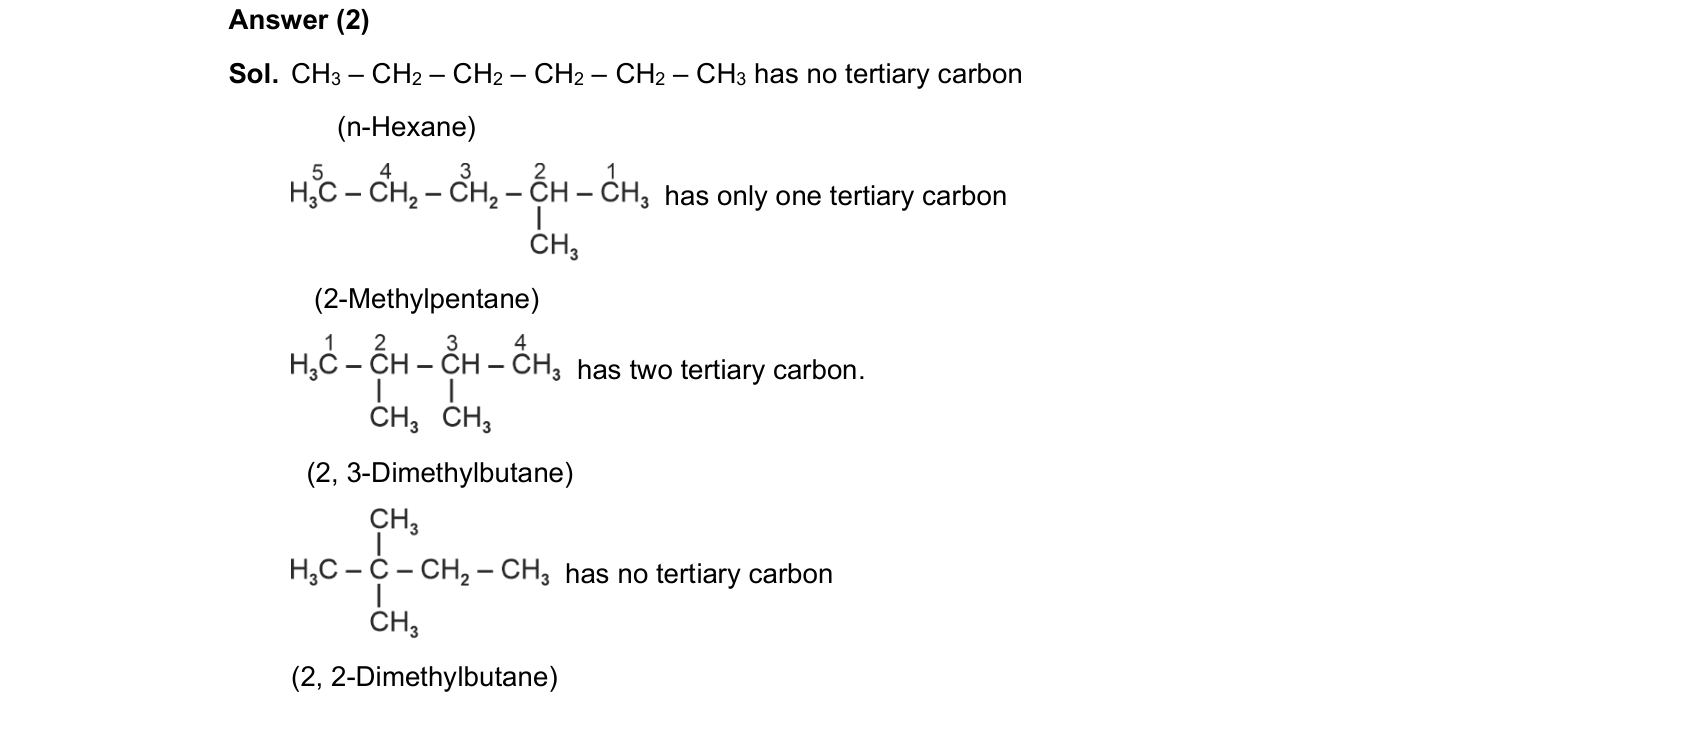 Answer (2)
Sol. CH3 – CH2 – CH2 – CH2 – CH2 – CH3 has no tertiary carbon
(n-Hexane)
5 4 3 2 1
H₃C – CH₂ – CH₂ – CH – CH₃ has only one tertiary carbon
|
CH₃
(2-Methylpentane)
1 2 3 4
H₃C – CH – CH – CH₃ has two tertiary carbon.
| |
CH₃ CH₃
(2, 3-Dimethylbutane)
CH₃
|
H₃C – C – CH₂ – CH₃ has no tertiary carbon
|
CH₃
(2, 2-Dimethylbutane)